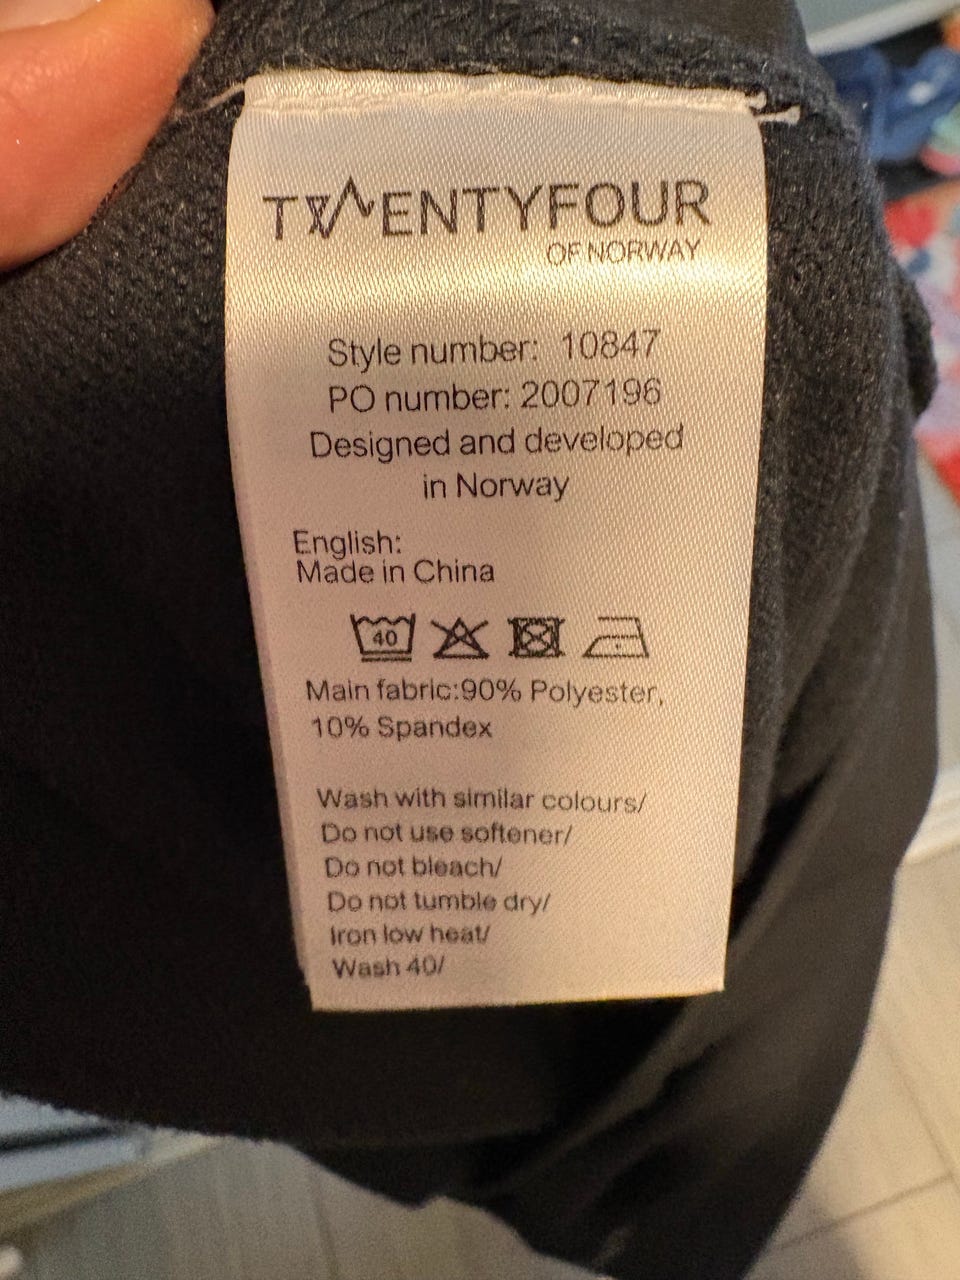 TWENTYFOUR
OF NORWAY
Style number: 10847
PO number: 2007196
Designed and developed
in Norway
English:
Made in China
40
Main fabric:90% Polyester,
10% Spandex
Wash with similar colours/
Do not use softener/
Do not bleach/
Do not tumble dry/
Iron low heat/
Wash 40/